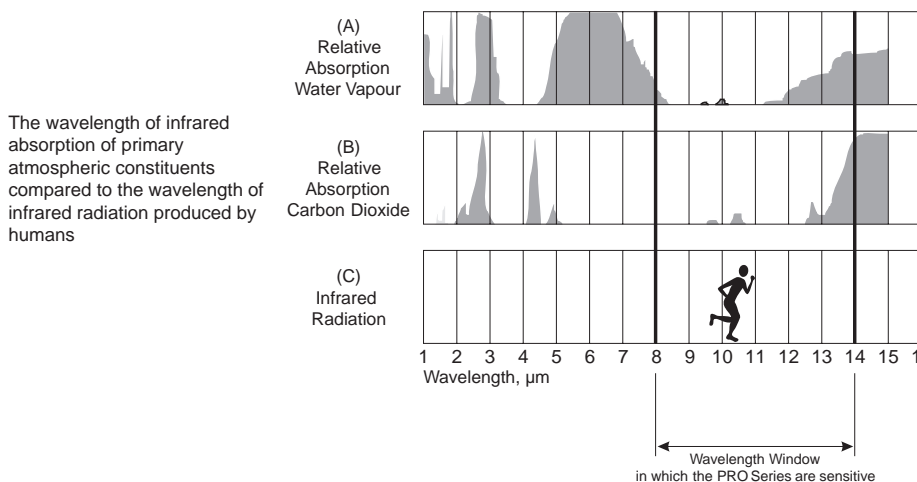 The wavelength of infrared
absorption of primary
atmospheric constituents
compared to the wavelength of
infrared radiation produced by
humans
(A)
Relative
Absorption
Water Vapour
(B)
Relative
Absorption
Carbon Dioxide
(C)
Infrared
Radiation
1 2 3 4 5 6 7 8 9 10 11 12 13 14 15 1
Wavelength, µm
Wavelength Window
in which the PRO Series are sensitive